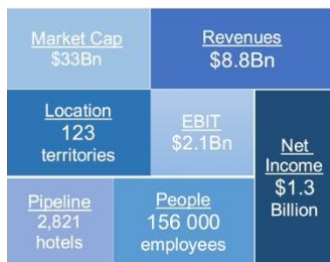 Market Cap
$33Bn
Revenues
$8.8Bn
Location
123
territories
EBIT
$2.1Bn
Net
Income
$1.3
Billion
Pipeline
2,821
hotels
People
156 000
employees